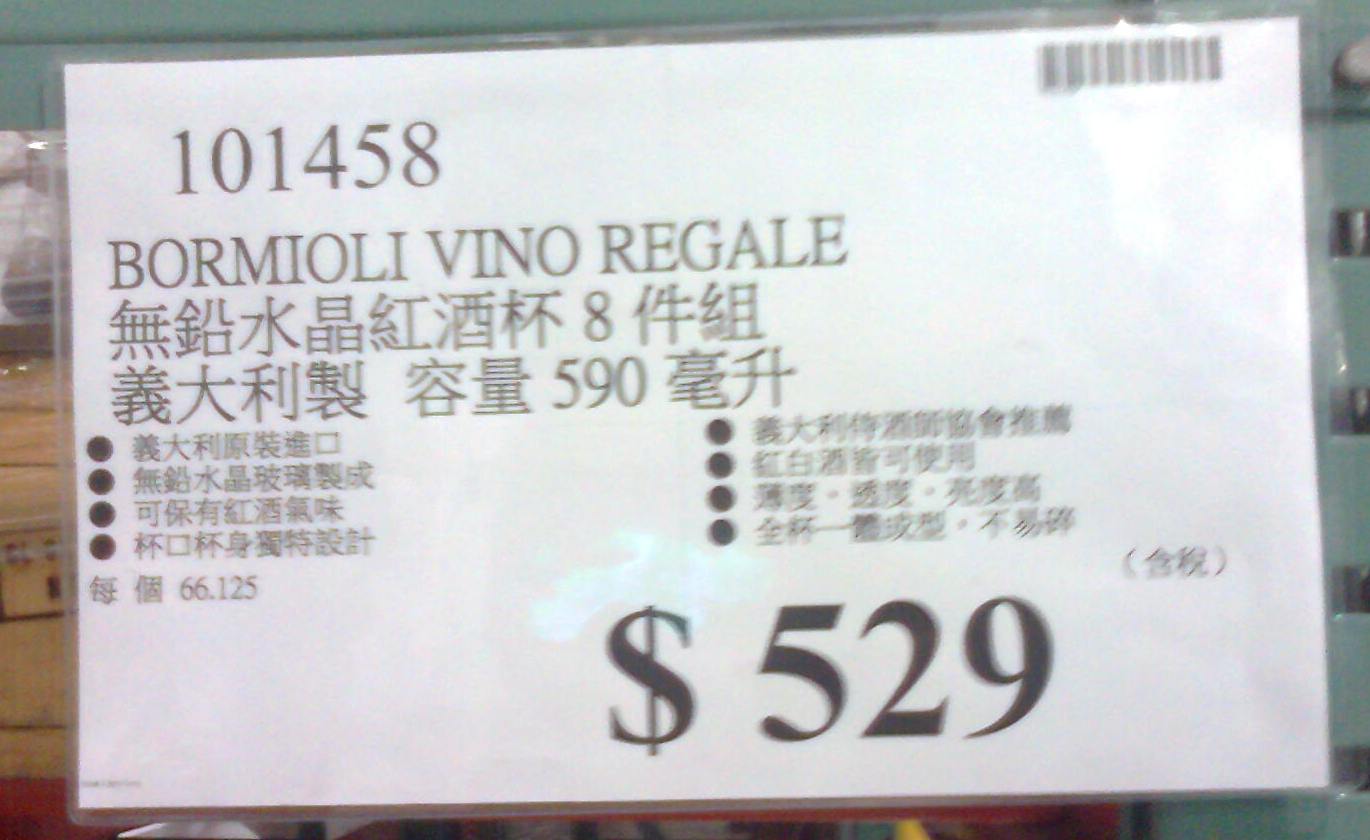 101458
BORMIOLI VINO REGALE
無鉛水晶紅酒杯 8 件組
義大利製 容量 590 毫升
● 義大利原裝進口
● 無鉛水晶玻璃製成
● 可保有紅酒氣味
● 杯口杯身獨特設計
每 個 66.125
● 義大利侍酒師協會推薦
● 紅白酒皆可使用
● 薄度，透度，亮度高
● 全杯一體成型，不易碎
（含稅）
$ 529